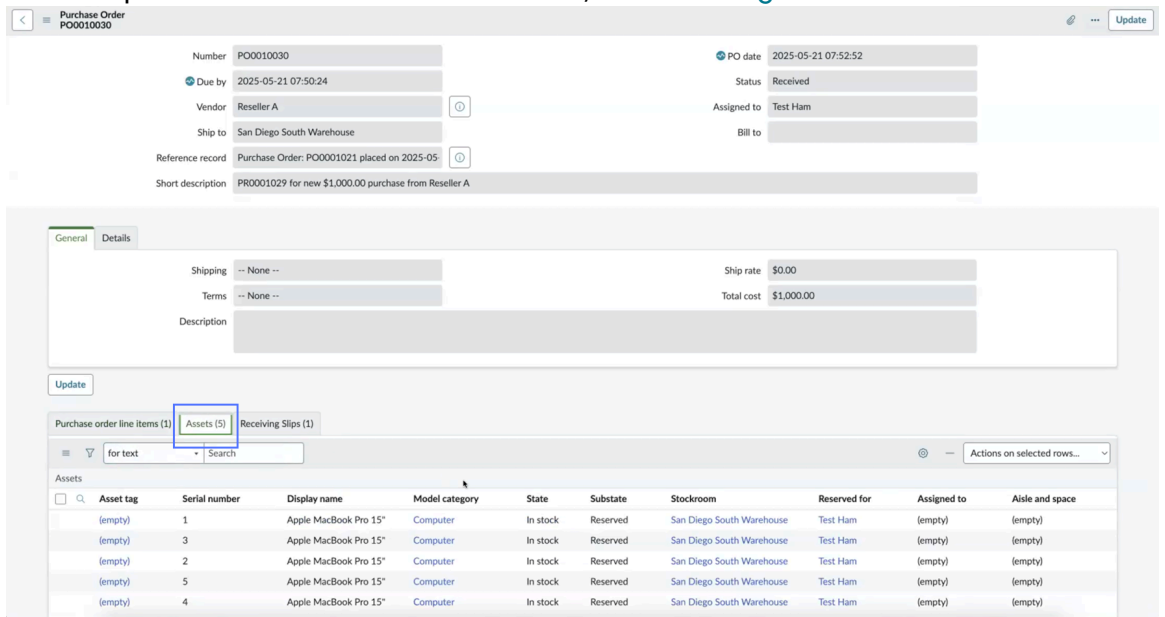 Purchase Order
PO0010030
Update
Number PO0010030
PO date 2025-05-21 07:52:52
Due by 2025-05-21 07:50:24
Status Received
Vendor Reseller A
Assigned to Test Ham
Ship to San Diego South Warehouse
Bill to
Reference record Purchase Order: PO0001021 placed on 2025-05-
Short description PR0001029 for new $1,000.00 purchase from Reseller A
General Details
Shipping -- None --
Ship rate $0.00
Terms -- None --
Total cost $1,000.00
Description
Update
Purchase order line items (1) Assets (5) Receiving Slips (1)
for text Search Actions on selected rows...
Assets
Asset tag Serial number Display name Model category State Substate Stockroom Reserved for Assigned to Aisle and space
(empty) 1 Apple MacBook Pro 15" Computer In stock Reserved San Diego South Warehouse Test Ham (empty) (empty)
(empty) 3 Apple MacBook Pro 15" Computer In stock Reserved San Diego South Warehouse Test Ham (empty) (empty)
(empty) 2 Apple MacBook Pro 15" Computer In stock Reserved San Diego South Warehouse Test Ham (empty) (empty)
(empty) 5 Apple MacBook Pro 15" Computer In stock Reserved San Diego South Warehouse Test Ham (empty) (empty)
(empty) 4 Apple MacBook Pro 15" Computer In stock Reserved San Diego South Warehouse Test Ham (empty) (empty)